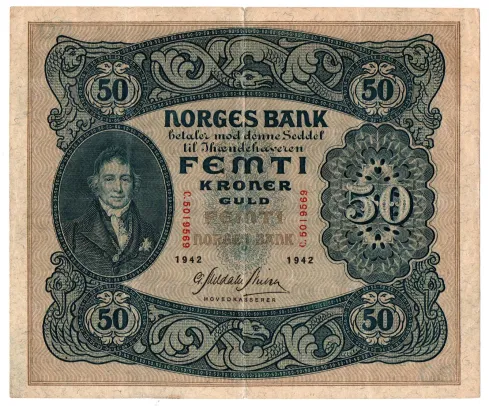 50
50
NORGES BANK
betaler mod denne Seddel
til Ihændehaveren
FEMTI
KRONER
GULD
50
C.5019569
FEMTI
NORGES BANK
C.5019569
1942
1942
HOVEDKASSERER
50
50